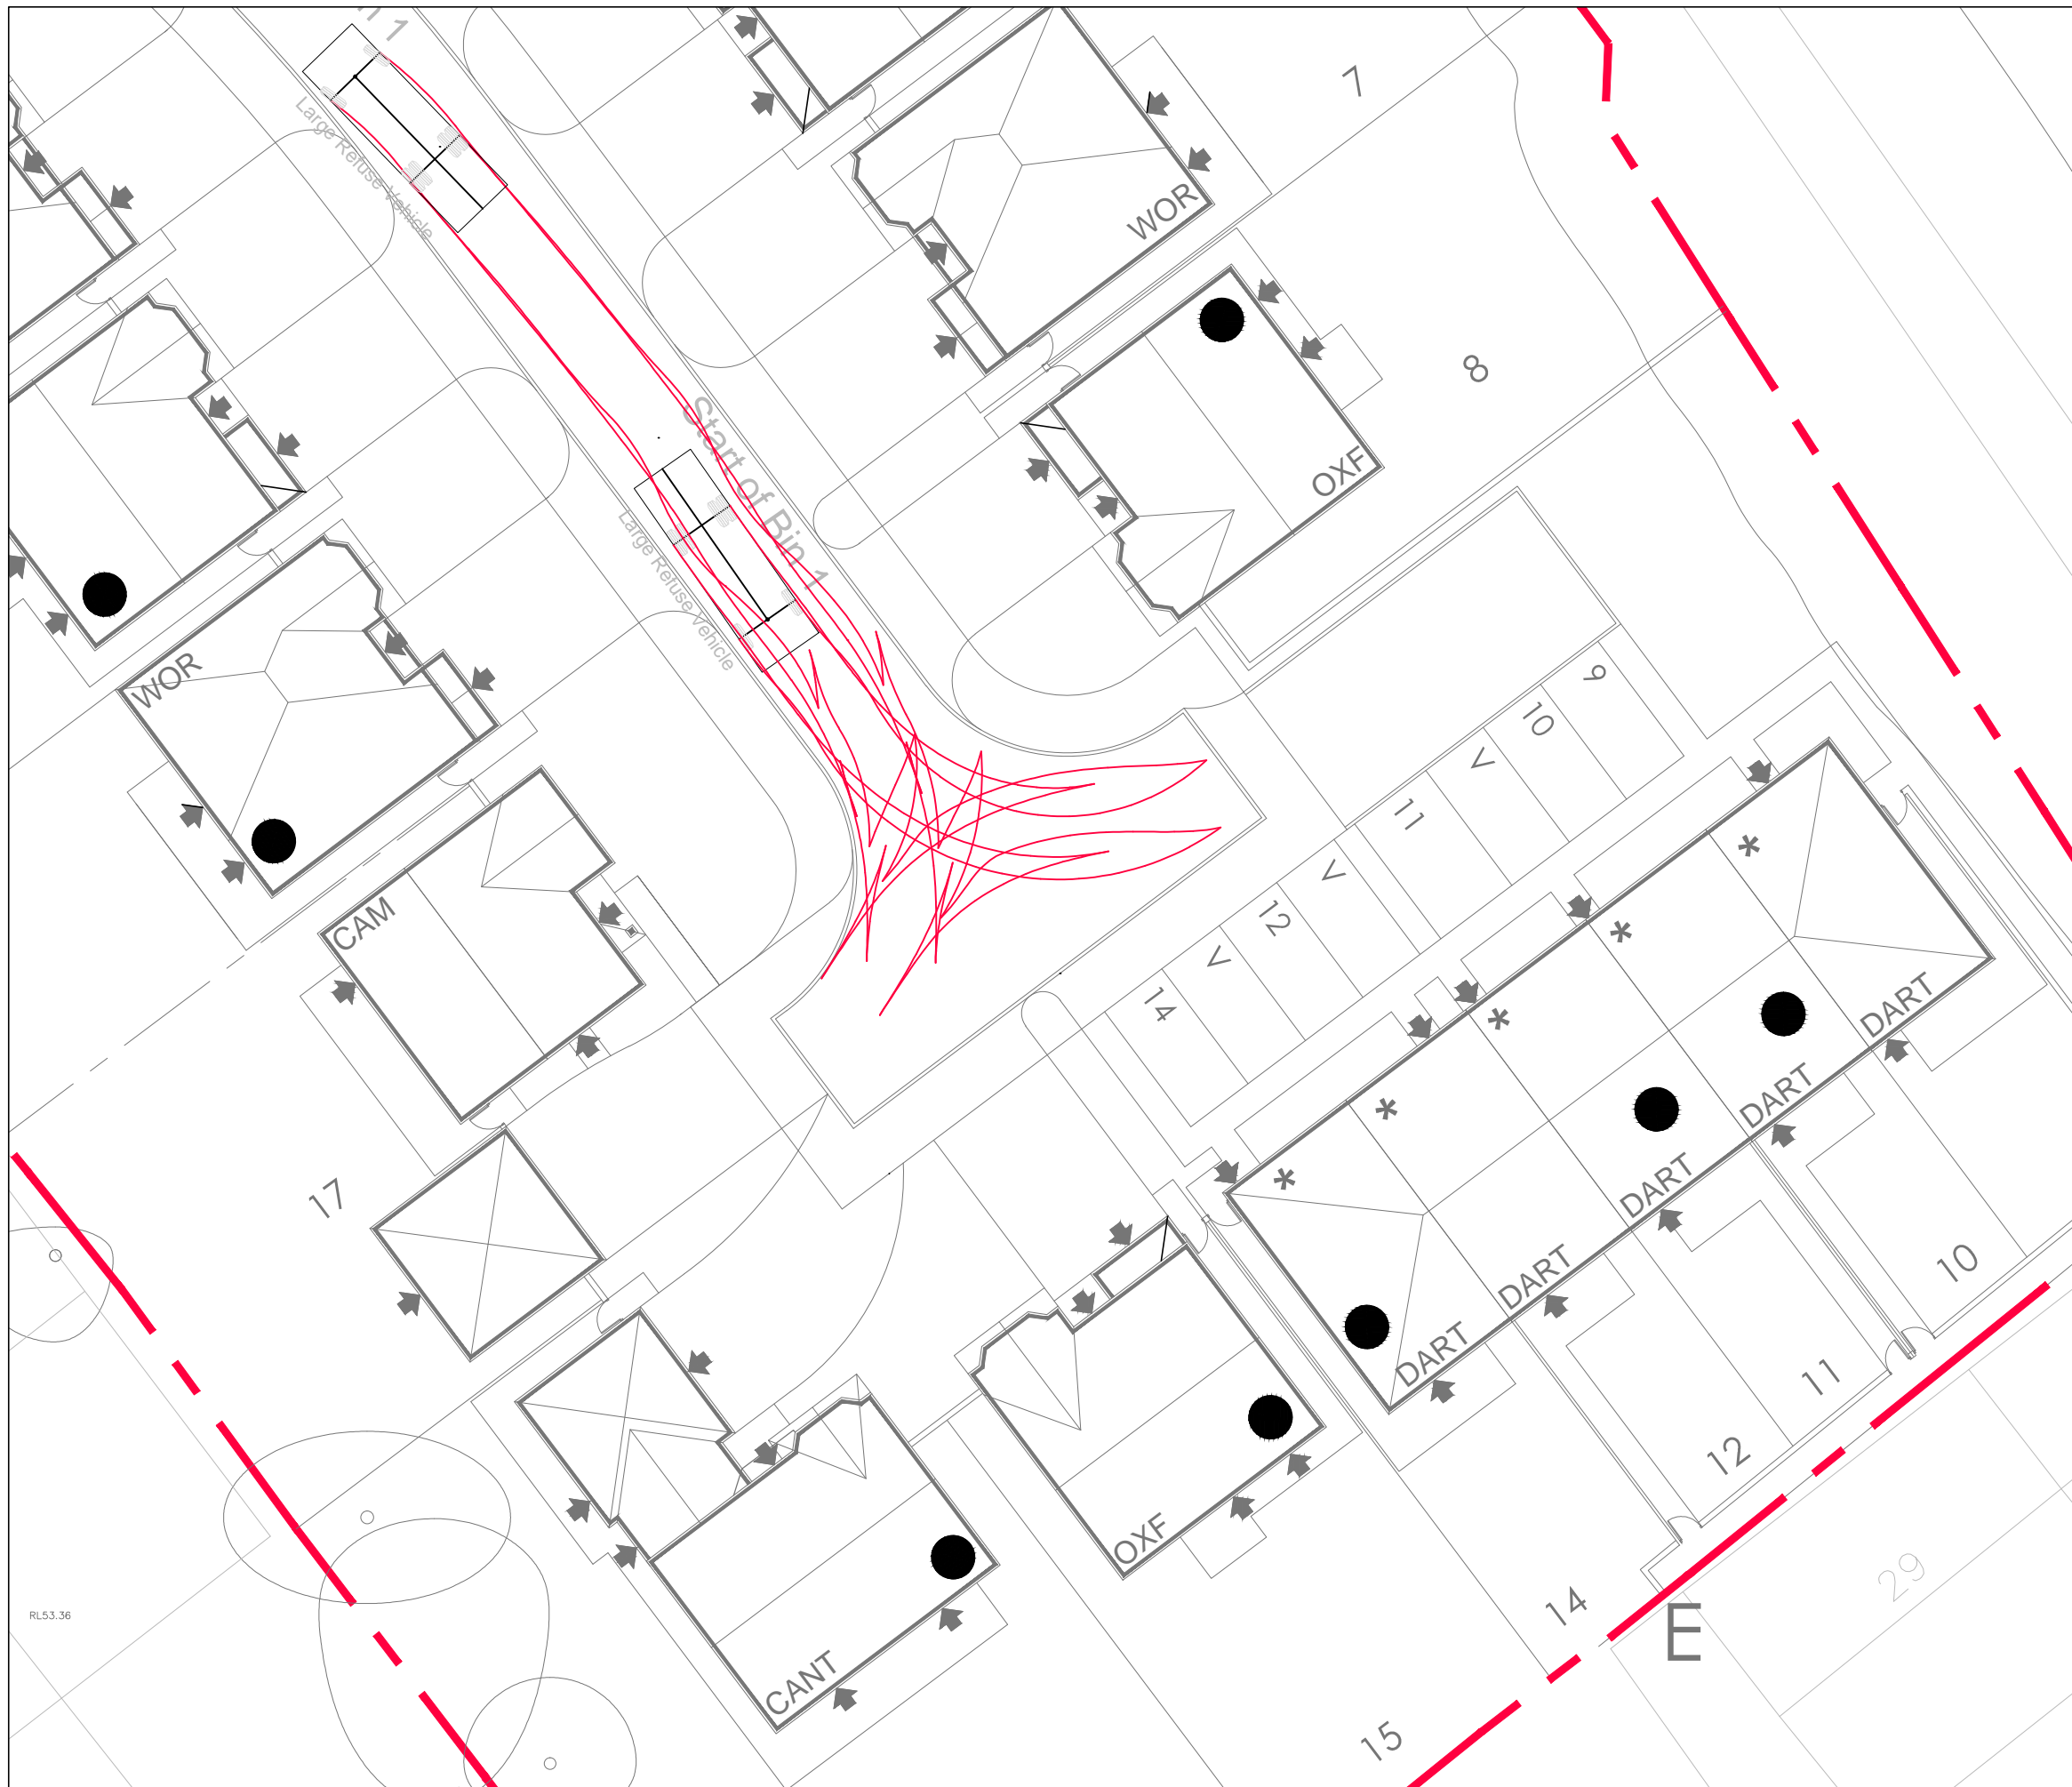 n 1
Large Refuse Vehicle
7
WOR
Start of Bin 1
8
OXF
Large Refuse Vehicle
WOR
9
10
V
11
V
12
V
14
CAM
*
*
*
*
*
DART
DART
DART
DART
DART
17
10
11
12
OXF
14
29
E
RL53.36
CANT
15